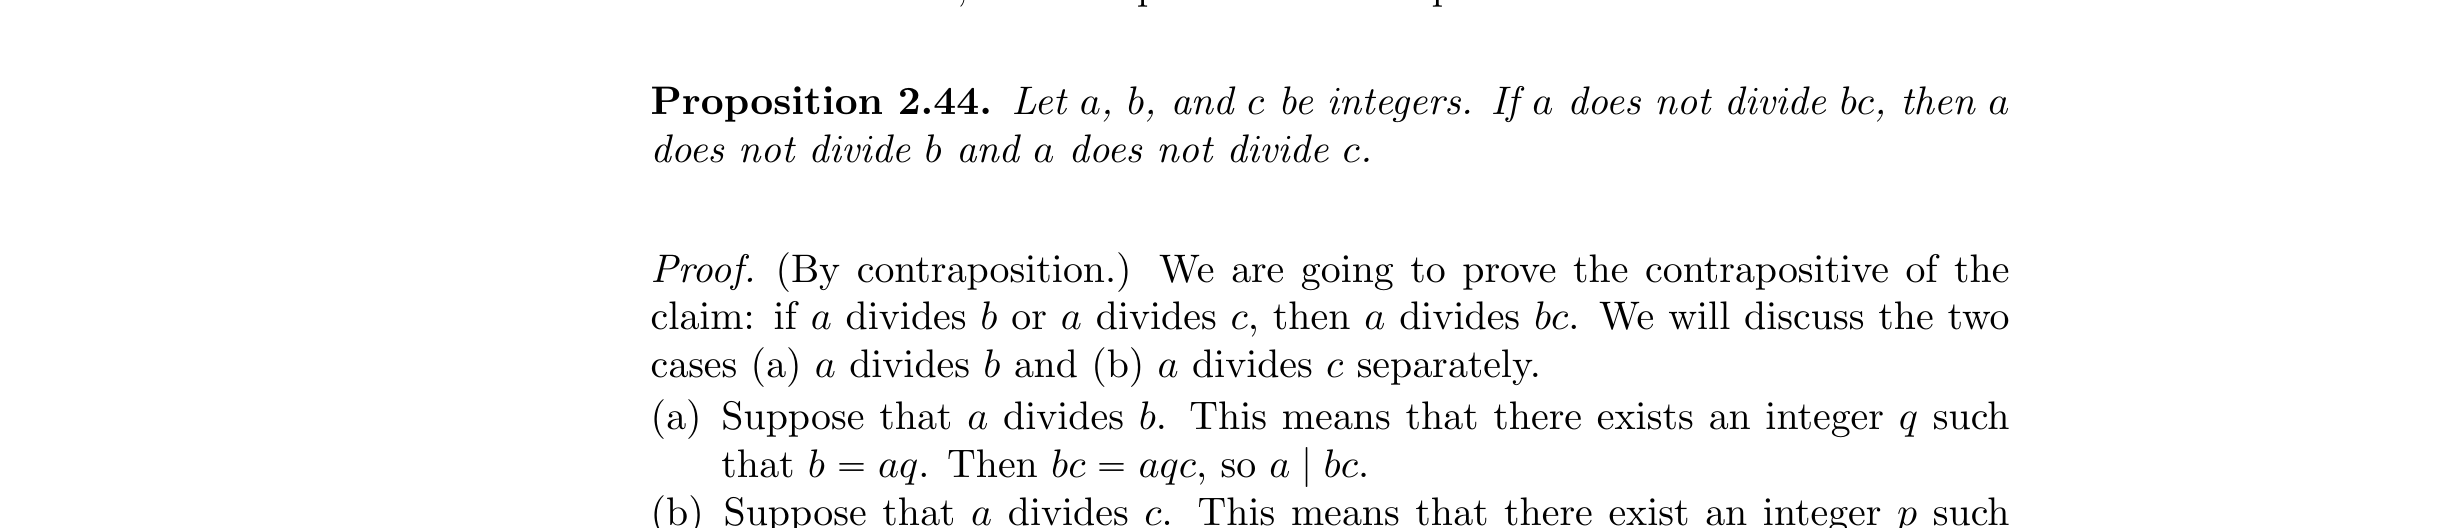 Proposition 2.44. Let a, b, and c be integers. If a does not divide bc, then a
does not divide b and a does not divide c.
Proof. (By contraposition.) We are going to prove the contrapositive of the
claim: if a divides b or a divides c, then a divides bc. We will discuss the two
cases (a) a divides b and (b) a divides c separately.
(a) Suppose that a divides b. This means that there exists an integer q such
that b = aq. Then bc = aqc, so a | bc.
(b) Suppose that a divides c. This means that there exist an integer p such